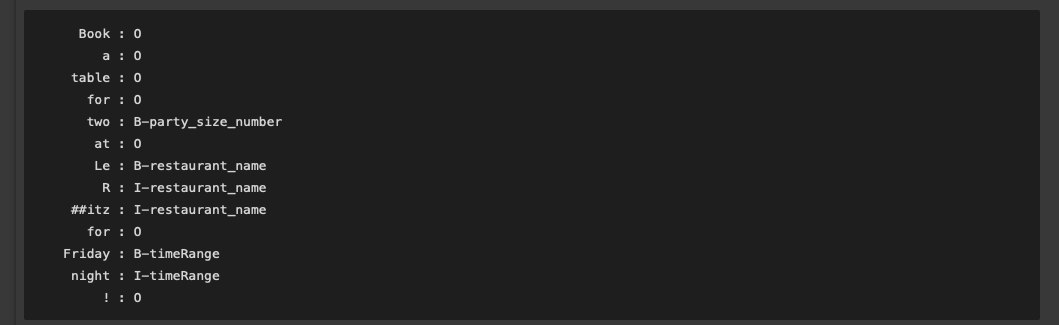 Book : O
a : O
table : O
for : O
two : B-party_size_number
at : O
Le : B-restaurant_name
R : I-restaurant_name
##itz : I-restaurant_name
for : O
Friday : B-timeRange
night : I-timeRange
! : O